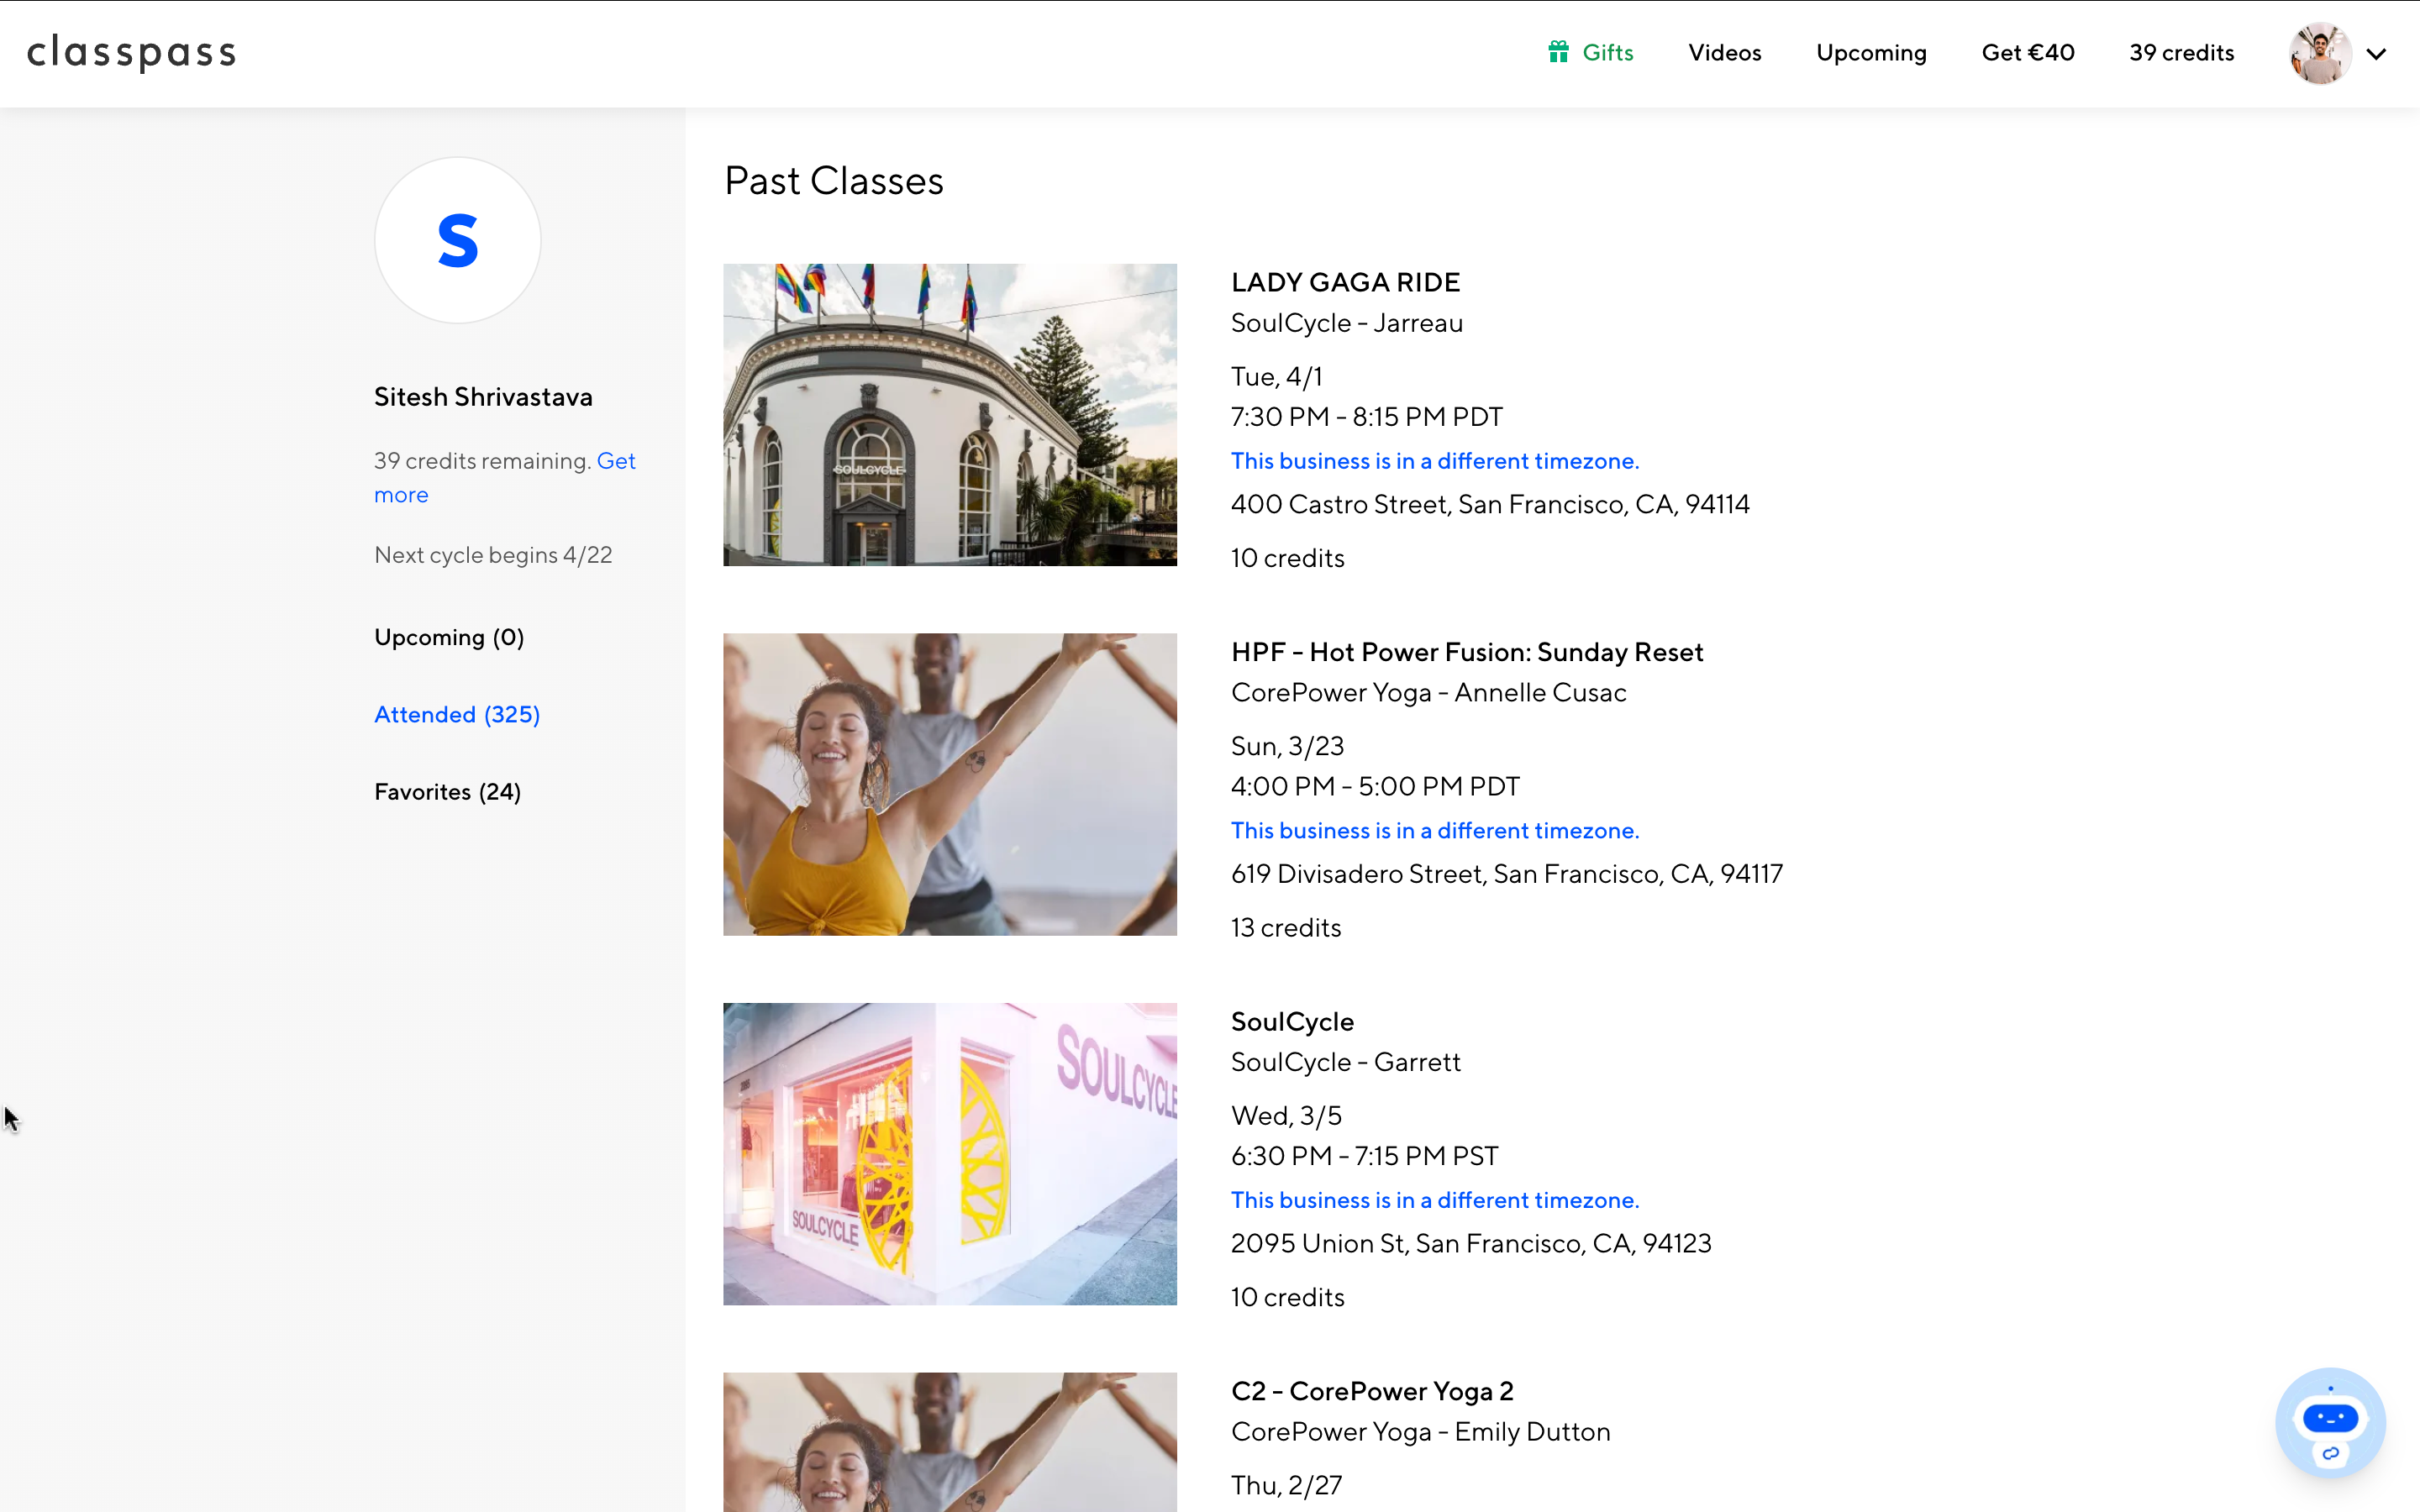 classpass
Gifts
Videos
Upcoming
Get €40
39 credits
S
Sitesh Shrivastava
39 credits remaining. Get
more
Next cycle begins 4/22
Upcoming (0)
Attended (325)
Favorites (24)
Past Classes
SOULCYCLE
LADY GAGA RIDE
SoulCycle - Jarreau
Tue, 4/1
7:30 PM - 8:15 PM PDT
This business is in a different timezone.
400 Castro Street, San Francisco, CA, 94114
10 credits
HPF - Hot Power Fusion: Sunday Reset
CorePower Yoga - Annelle Cusac
Sun, 3/23
4:00 PM - 5:00 PM PDT
This business is in a different timezone.
619 Divisadero Street, San Francisco, CA, 94117
13 credits
SOULCYCLE
SOULCYCLE
SoulCycle
SoulCycle - Garrett
Wed, 3/5
6:30 PM - 7:15 PM PST
This business is in a different timezone.
2095 Union St, San Francisco, CA, 94123
10 credits
C2 - CorePower Yoga 2
CorePower Yoga - Emily Dutton
Thu, 2/27